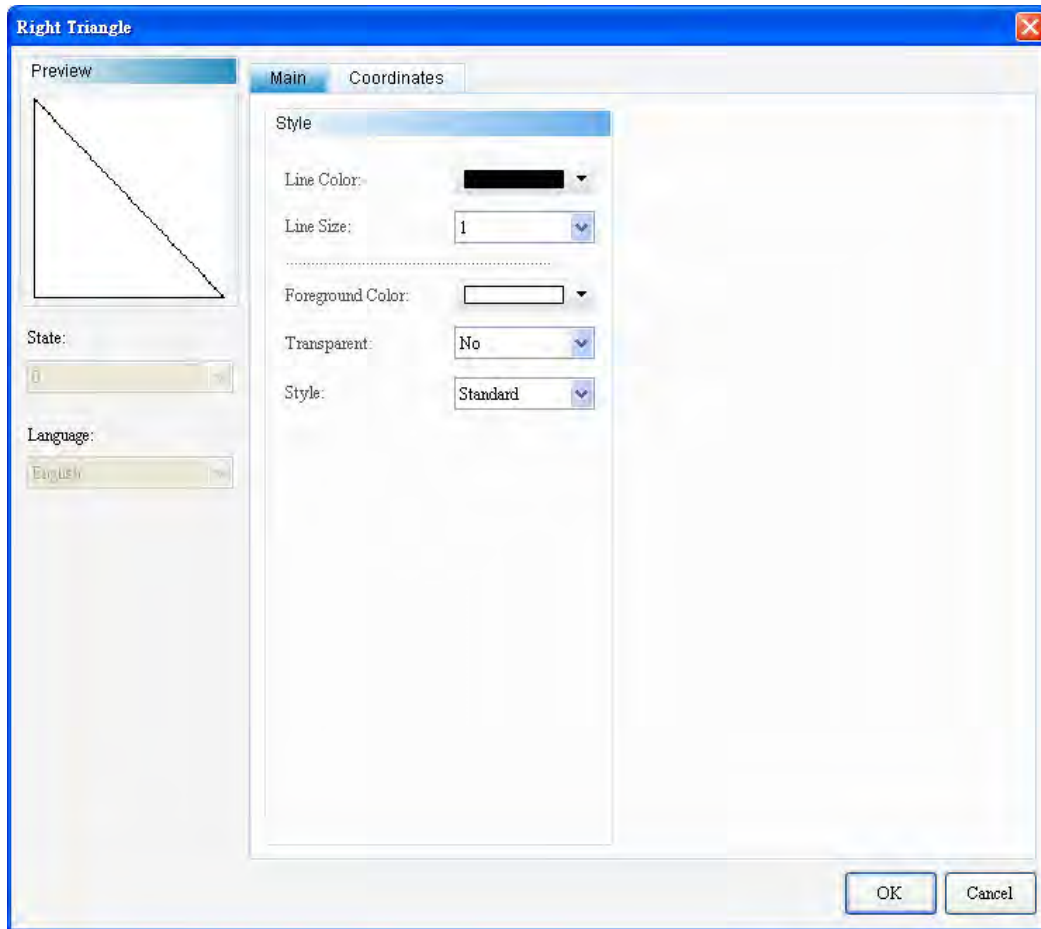 Right Triangle
Preview
Main
Coordinates
Style
Line Color:
Line Size:
1
Foreground Color:
Transparent:
No
Style:
Standard
State:
0
Language:
English
OK
Cancel